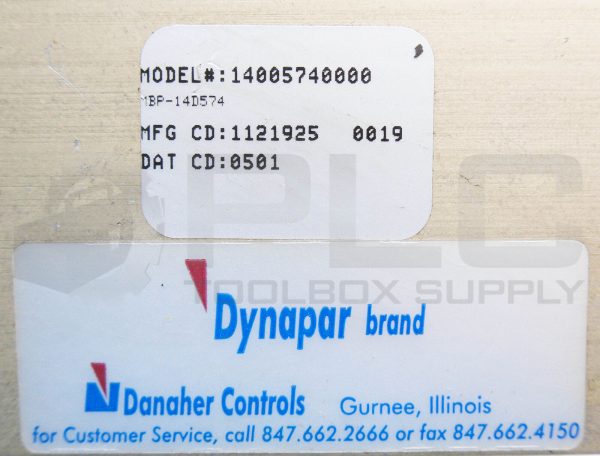 MODEL#:14005740000
MBP-14D574
MFG CD:1121925 0019
DAT CD:0501
PLC
TOOLBOX SUPPLY
Dynapar brand
Danaher Controls Gurnee, Illinois
for Customer Service, call 847.662.2666 or fax 847.662.4150